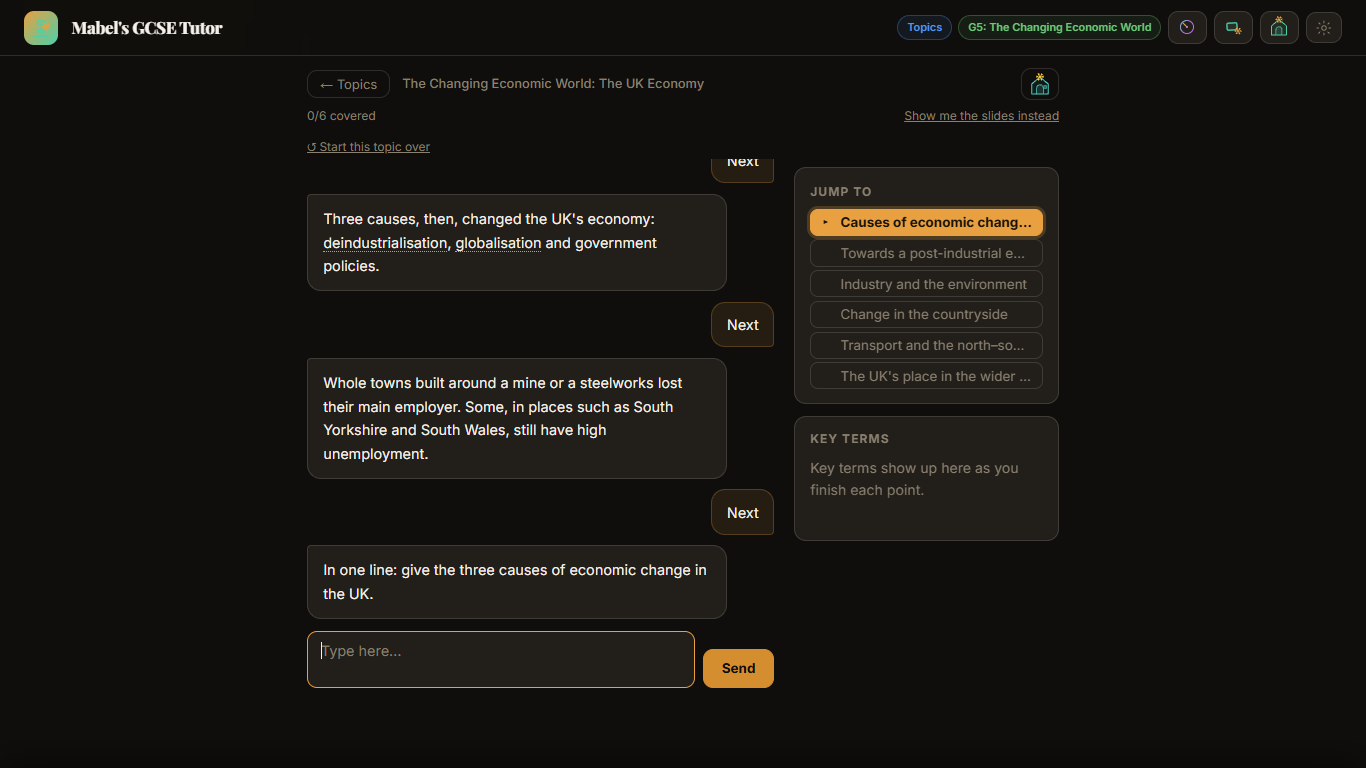 Mabel's GCSE Tutor
Topics
G5: The Changing Economic World
← Topics
The Changing Economic World: The UK Economy
0/6 covered
Show me the slides instead
↺ Start this topic over
Next
Three causes, then, changed the UK's economy:
deindustrialisation, globalisation and government
policies.
Next
Whole towns built around a mine or a steelworks lost
their main employer. Some, in places such as South
Yorkshire and South Wales, still have high
unemployment.
Next
In one line: give the three causes of economic change in
the UK.
Type here...
Send
JUMP TO
‣ Causes of economic chang...
Towards a post-industrial e...
Industry and the environment
Change in the countryside
Transport and the north–so...
The UK's place in the wider ...
KEY TERMS
Key terms show up here as you
finish each point.